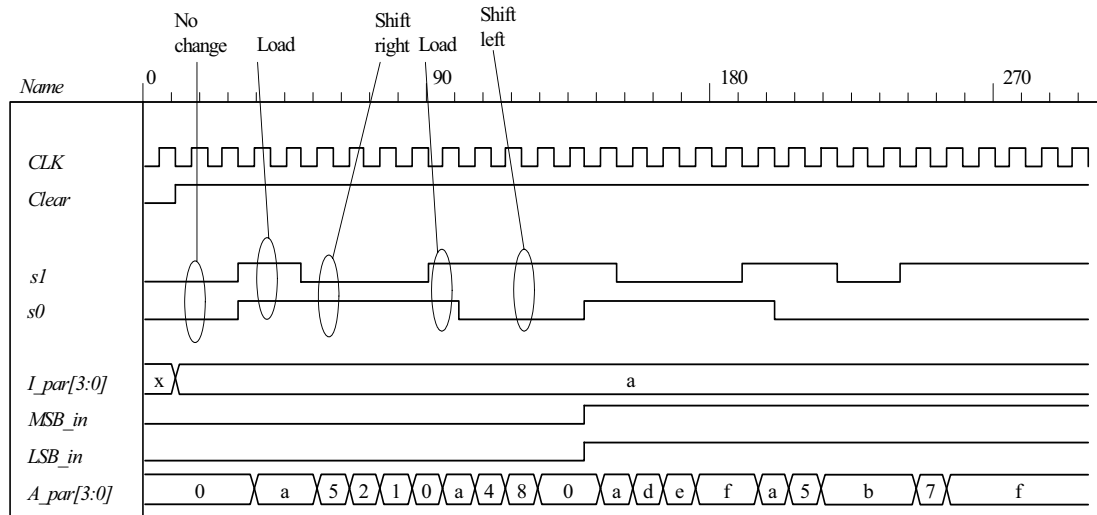 No change
Load
Shift right
Load
Shift left
Name
0 90 180 270
CLK
Clear
s1
s0
I_par[3:0] x a
MSB_in
LSB_in
A_par[3:0] 0 a 5 2 1 0 a 4 8 0 a d e f a 5 b 7 f